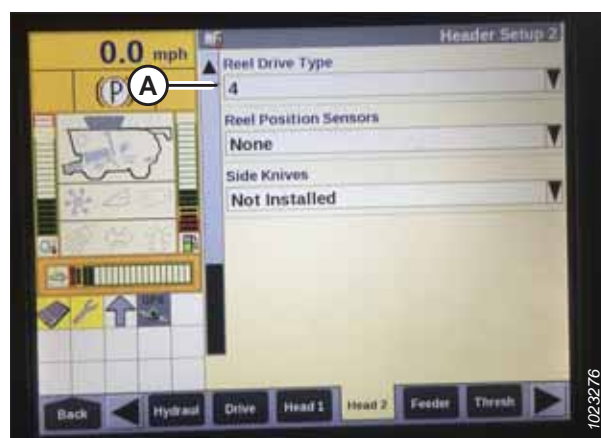 0.0 mph
Header Setup 2
(P)
A
Reel Drive Type
4
Reel Position Sensors
None
Side Knives
Not Installed
GPS
Back
Hydraul
Drive
Head 1
Head 2
Feeder
Thresh
1023276